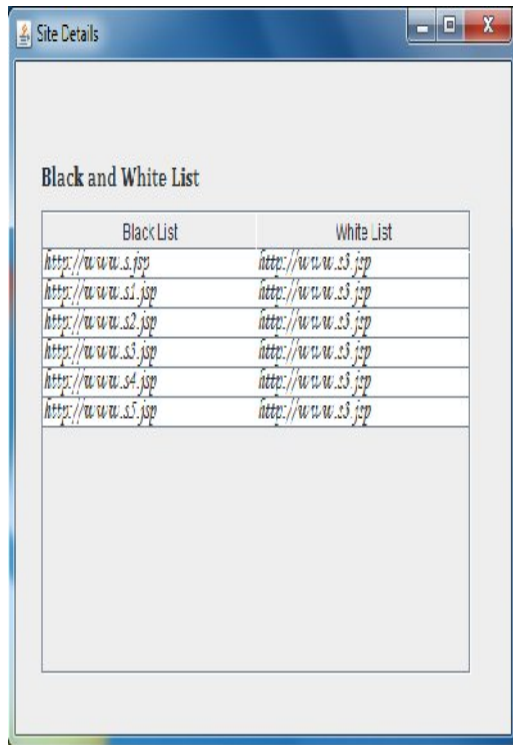 Site Details
Black and White List
Black List White List
http://www.s.jsp http://www.s3.jsp
http://www.s1.jsp http://www.s3.jsp
http://www.s2.jsp http://www.s3.jsp
http://www.s3.jsp http://www.s3.jsp
http://www.s4.jsp http://www.s3.jsp
http://www.s5.jsp http://www.s3.jsp